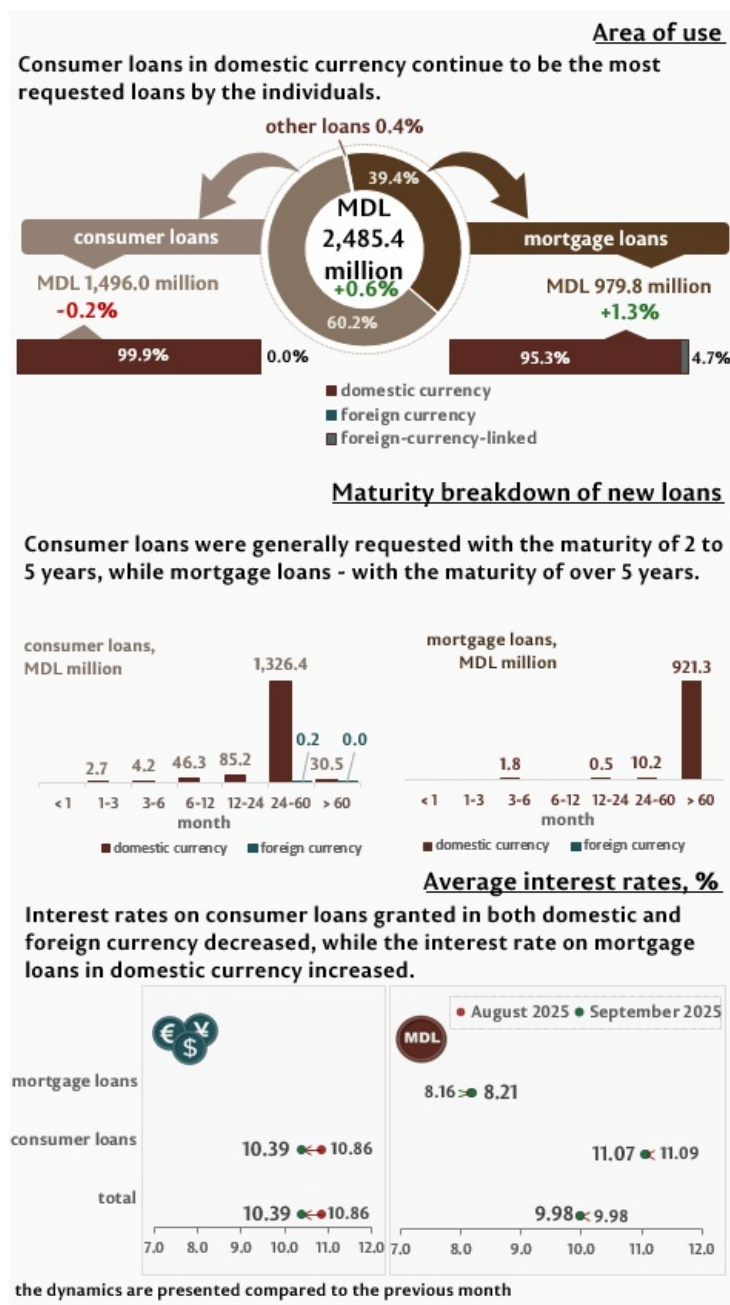 Area of use
Consumer loans in domestic currency continue to be the most
requested loans by the individuals.
other loans 0.4%
39.4%
MDL
2,485.4
million
+0.6%
60.2%
consumer loans
MDL 1,496.0 million
-0.2%
99.9%
0.0%
mortgage loans
MDL 979.8 million
+1.3%
95.3%
4.7%
domestic currency
foreign currency
foreign-currency-linked
Maturity breakdown of new loans
Consumer loans were generally requested with the maturity of 2 to
5 years, while mortgage loans - with the maturity of over 5 years.
consumer loans,
MDL million
2.7
4.2
46.3
85.2
1,326.4
0.2
30.5
0.0
< 1 1-3 3-6 6-12 12-24 24-60 > 60
month
domestic currency foreign currency
mortgage loans,
MDL million
1.8
0.5
10.2
921.3
< 1 1-3 3-6 6-12 12-24 24-60 > 60
month
domestic currency foreign currency
Average interest rates, %
Interest rates on consumer loans granted in both domestic and
foreign currency decreased, while the interest rate on mortgage
loans in domestic currency increased.
€ ¥ $
MDL
August 2025 September 2025
mortgage loans
8.16 8.21
consumer loans
10.39 10.86
11.07 11.09
total
10.39 10.86
9.98 9.98
7.0 8.0 9.0 10.0 11.0 12.0
7.0 8.0 9.0 10.0 11.0 12.0
the dynamics are presented compared to the previous month